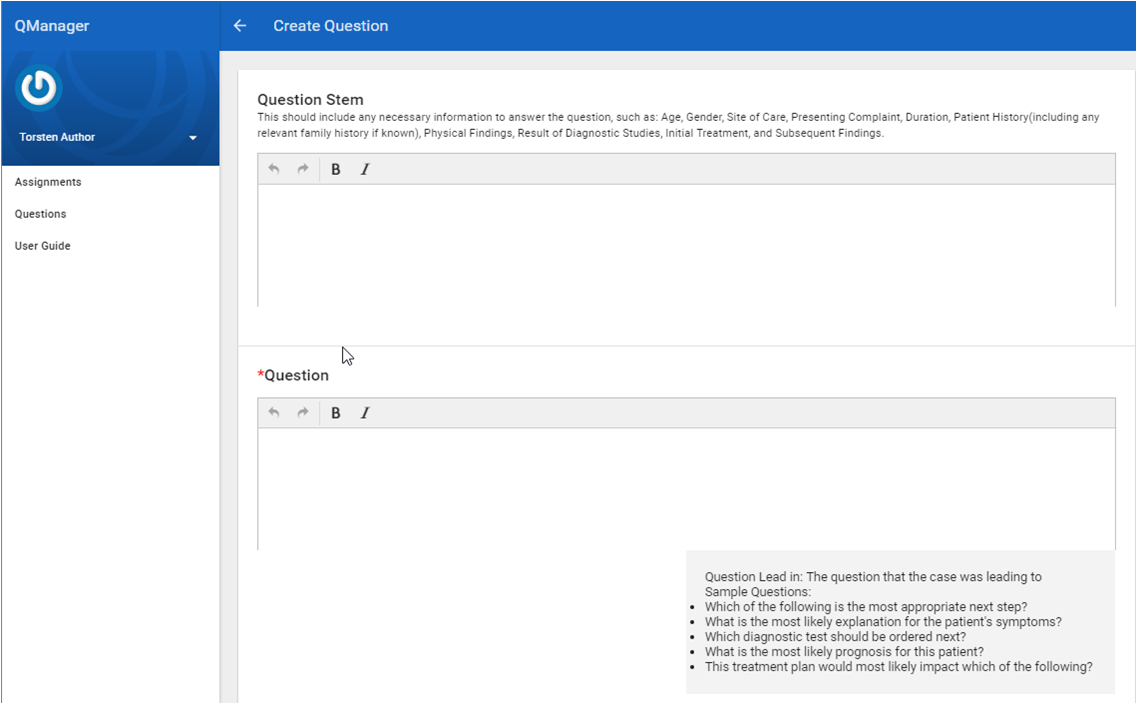 QManager
Create Question
Torsten Author
Assignments
Questions
User Guide
Question Stem
This should include any necessary information to answer the question, such as: Age, Gender, Site of Care, Presenting Complaint, Duration, Patient History(including any
relevant family history if known), Physical Findings, Result of Diagnostic Studies, Initial Treatment, and Subsequent Findings.
B I
*Question
B I
Question Lead in: The question that the case was leading to
Sample Questions:
• Which of the following is the most appropriate next step?
• What is the most likely explanation for the patient's symptoms?
• Which diagnostic test should be ordered next?
• What is the most likely prognosis for this patient?
• This treatment plan would most likely impact which of the following?